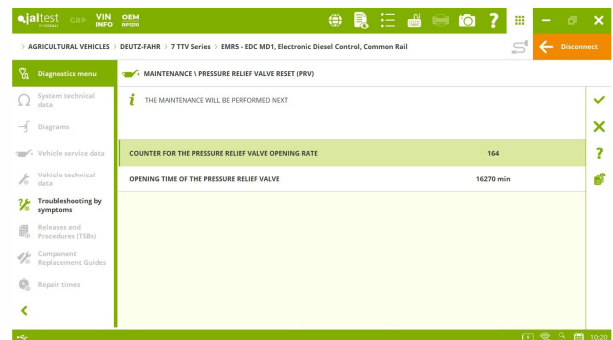 jaltest GRP VIN INFO OEM DP1210
AGRICULTURAL VEHICLES > DEUTZ-FAHR > 7 TTV Series > EMRS - EDC MD1, Electronic Diesel Control, Common Rail
Disconnect
Diagnostics menu
System technical data
Diagrams
Vehicle service data
Vehicle technical data
Troubleshooting by symptoms
Releases and Procedures (TSBs)
Component Replacement Guides
Repair times
MAINTENANCE \ PRESSURE RELIEF VALVE RESET (PRV)
THE MAINTENANCE WILL BE PERFORMED NEXT
COUNTER FOR THE PRESSURE RELIEF VALVE OPENING RATE 164
OPENING TIME OF THE PRESSURE RELIEF VALVE 16270 min
10:20